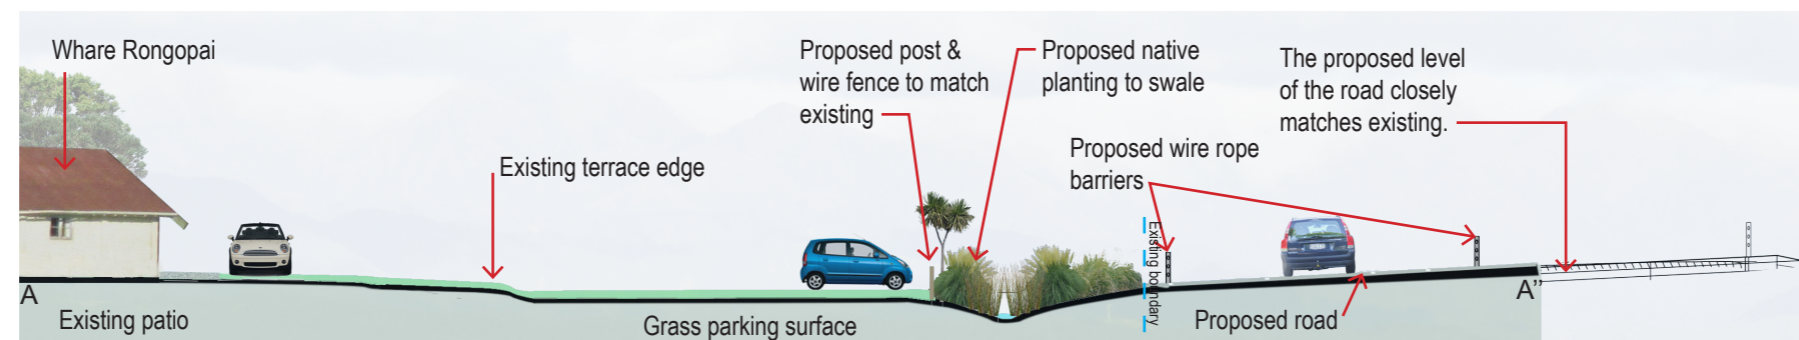 Whare Rongopai
Proposed post &
wire fence to match
existing
Proposed native
planting to swale
The proposed level
of the road closely
matches existing.
Proposed wire rope
barriers
Existing terrace edge
Existing boundary
A
A''
Existing patio
Grass parking surface
Proposed road